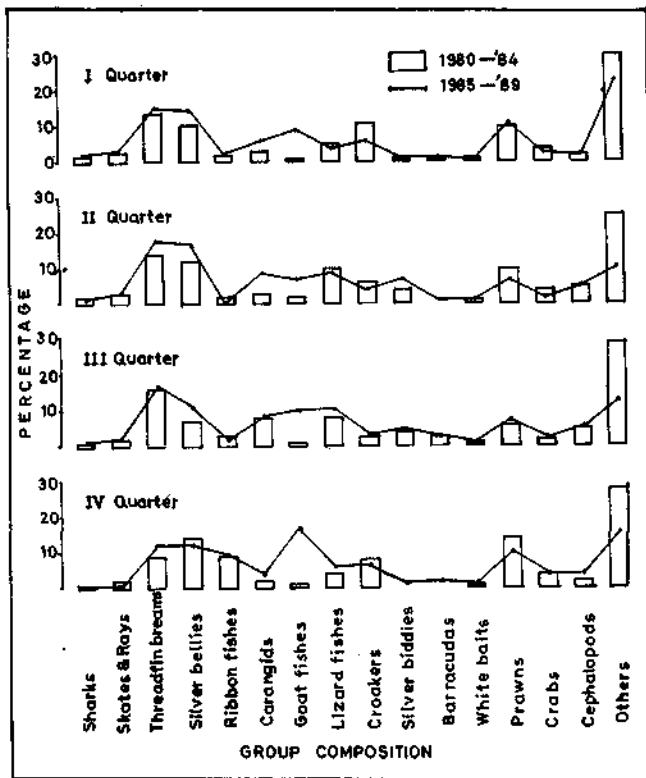 30
20
10
0
I Quarter
1980—'84
1985—'89
30
20
10
II Quarter
30
20
10
III Quarter
30
20
10
IV Quarter
PERCENTAGE
Sharks
Skates & Rays
Threadfin breams
Silver bellies
Ribbon fishes
Carangids
Goat fishes
Lizard fishes
Croakers
Silver biddies
Barracudas
White baits
Prawns
Crabs
Cephalopods
Others
GROUP COMPOSITION